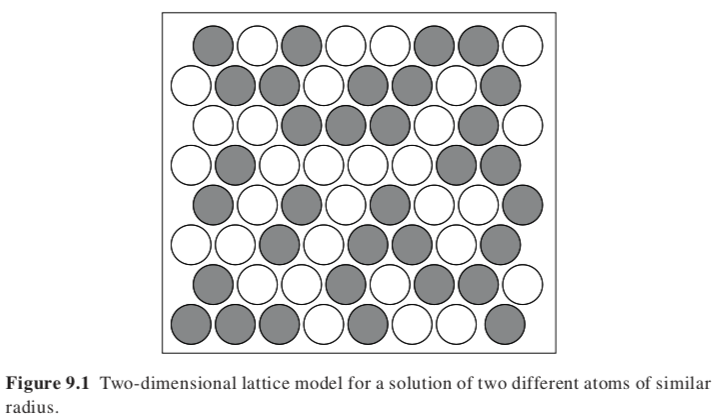 Figure 9.1 Two-dimensional lattice model for a solution of two different atoms of similar
radius.